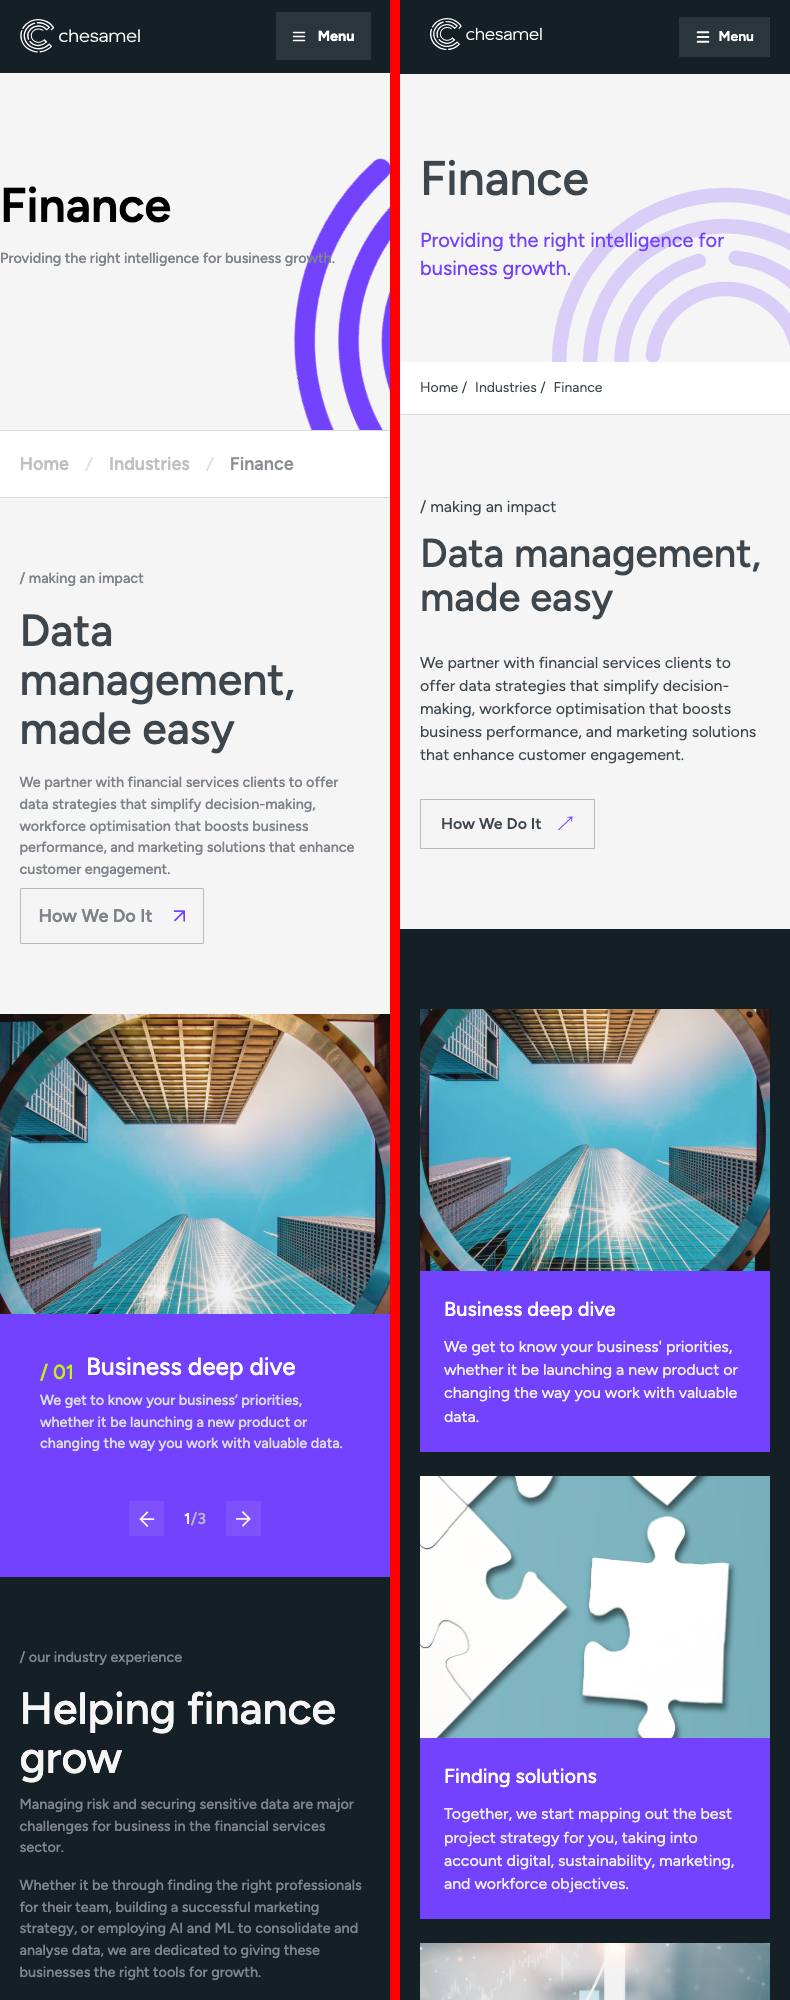 chesamel
Menu
Finance
Providing the right intelligence for business growth.
Home / Industries / Finance
/ making an impact
Data
management,
made easy
We partner with financial services clients to offer
data strategies that simplify decision-making,
workforce optimisation that boosts business
performance, and marketing solutions that enhance
customer engagement.
How We Do It
/ 01 Business deep dive
We get to know your business’ priorities,
whether it be launching a new product or
changing the way you work with valuable data.
1/3
/ our industry experience
Helping finance
grow
Managing risk and securing sensitive data are major
challenges for business in the financial services
sector.
Whether it be through finding the right professionals
for their team, building a successful marketing
strategy, or employing AI and ML to consolidate and
analyse data, we are dedicated to giving these
businesses the right tools for growth.
chesamel
Menu
Finance
Providing the right intelligence for
business growth.
Home / Industries / Finance
/ making an impact
Data management,
made easy
We partner with financial services clients to
offer data strategies that simplify decision-
making, workforce optimisation that boosts
business performance, and marketing solutions
that enhance customer engagement.
How We Do It
Business deep dive
We get to know your business' priorities,
whether it be launching a new product or
changing the way you work with valuable
data.
Finding solutions
Together, we start mapping out the best
project strategy for you, taking into
account digital, sustainability, marketing,
and workforce objectives.